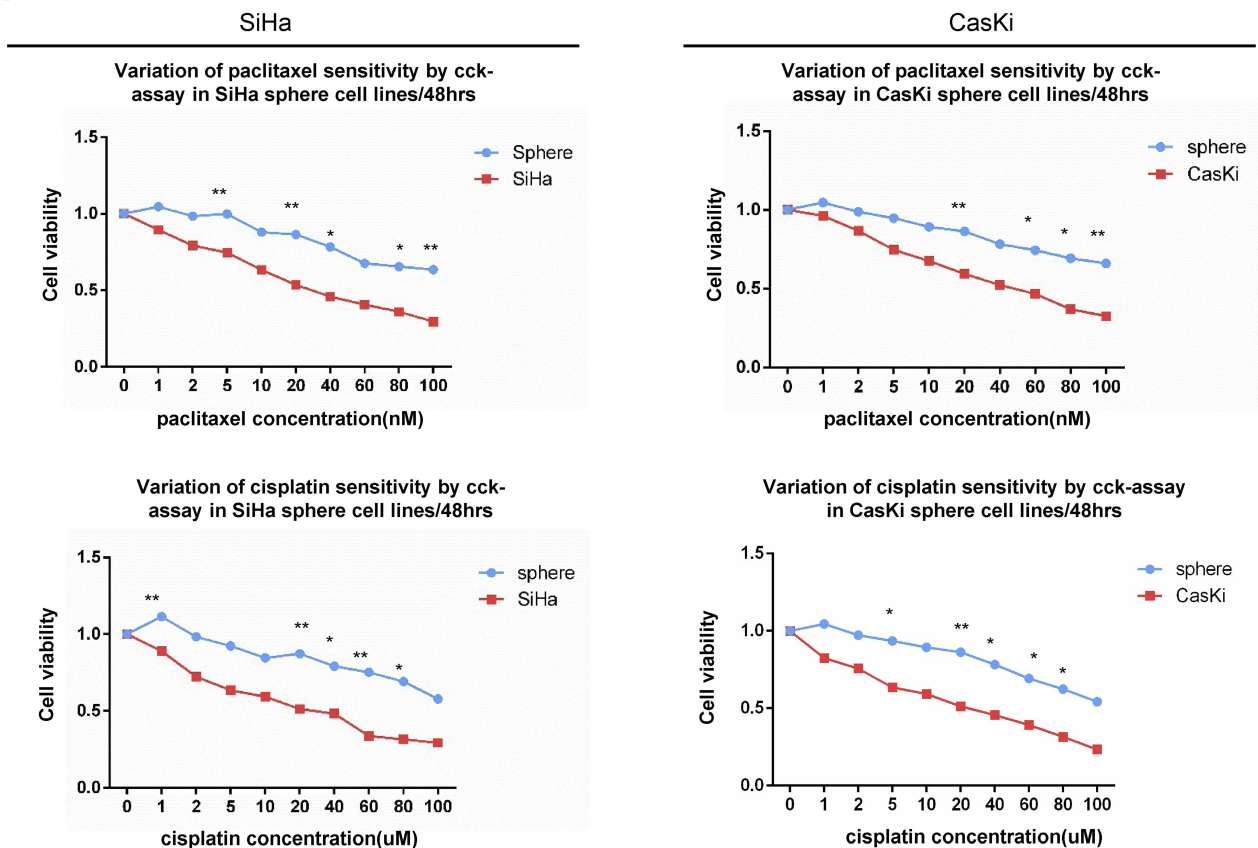 SiHa
CasKi
Variation of paclitaxel sensitivity by cck-
assay in SiHa sphere cell lines/48hrs
1.5
1.0
0.5
0.0
Cell viability
** ** * * **
Sphere
SiHa
0 1 2 5 10 20 40 60 80 100
paclitaxel concentration(nM)
Variation of paclitaxel sensitivity by cck-
assay in CasKi sphere cell lines/48hrs
1.5
1.0
0.5
0.0
Cell viability
** * * **
sphere
CasKi
0 1 2 5 10 20 40 60 80 100
paclitaxel concentration(nM)
Variation of cisplatin sensitivity by cck-
assay in SiHa sphere cell lines/48hrs
1.5
1.0
0.5
0.0
Cell viability
** ** * ** *
sphere
SiHa
0 1 2 5 10 20 40 60 80 100
cisplatin concentration(uM)
Variation of cisplatin sensitivity by cck-assay
in CasKi sphere cell lines/48hrs
1.5
1.0
0.5
0.0
Cell viability
* ** * * *
sphere
CasKi
0 1 2 5 10 20 40 60 80 100
cisplatin concentration(uM)